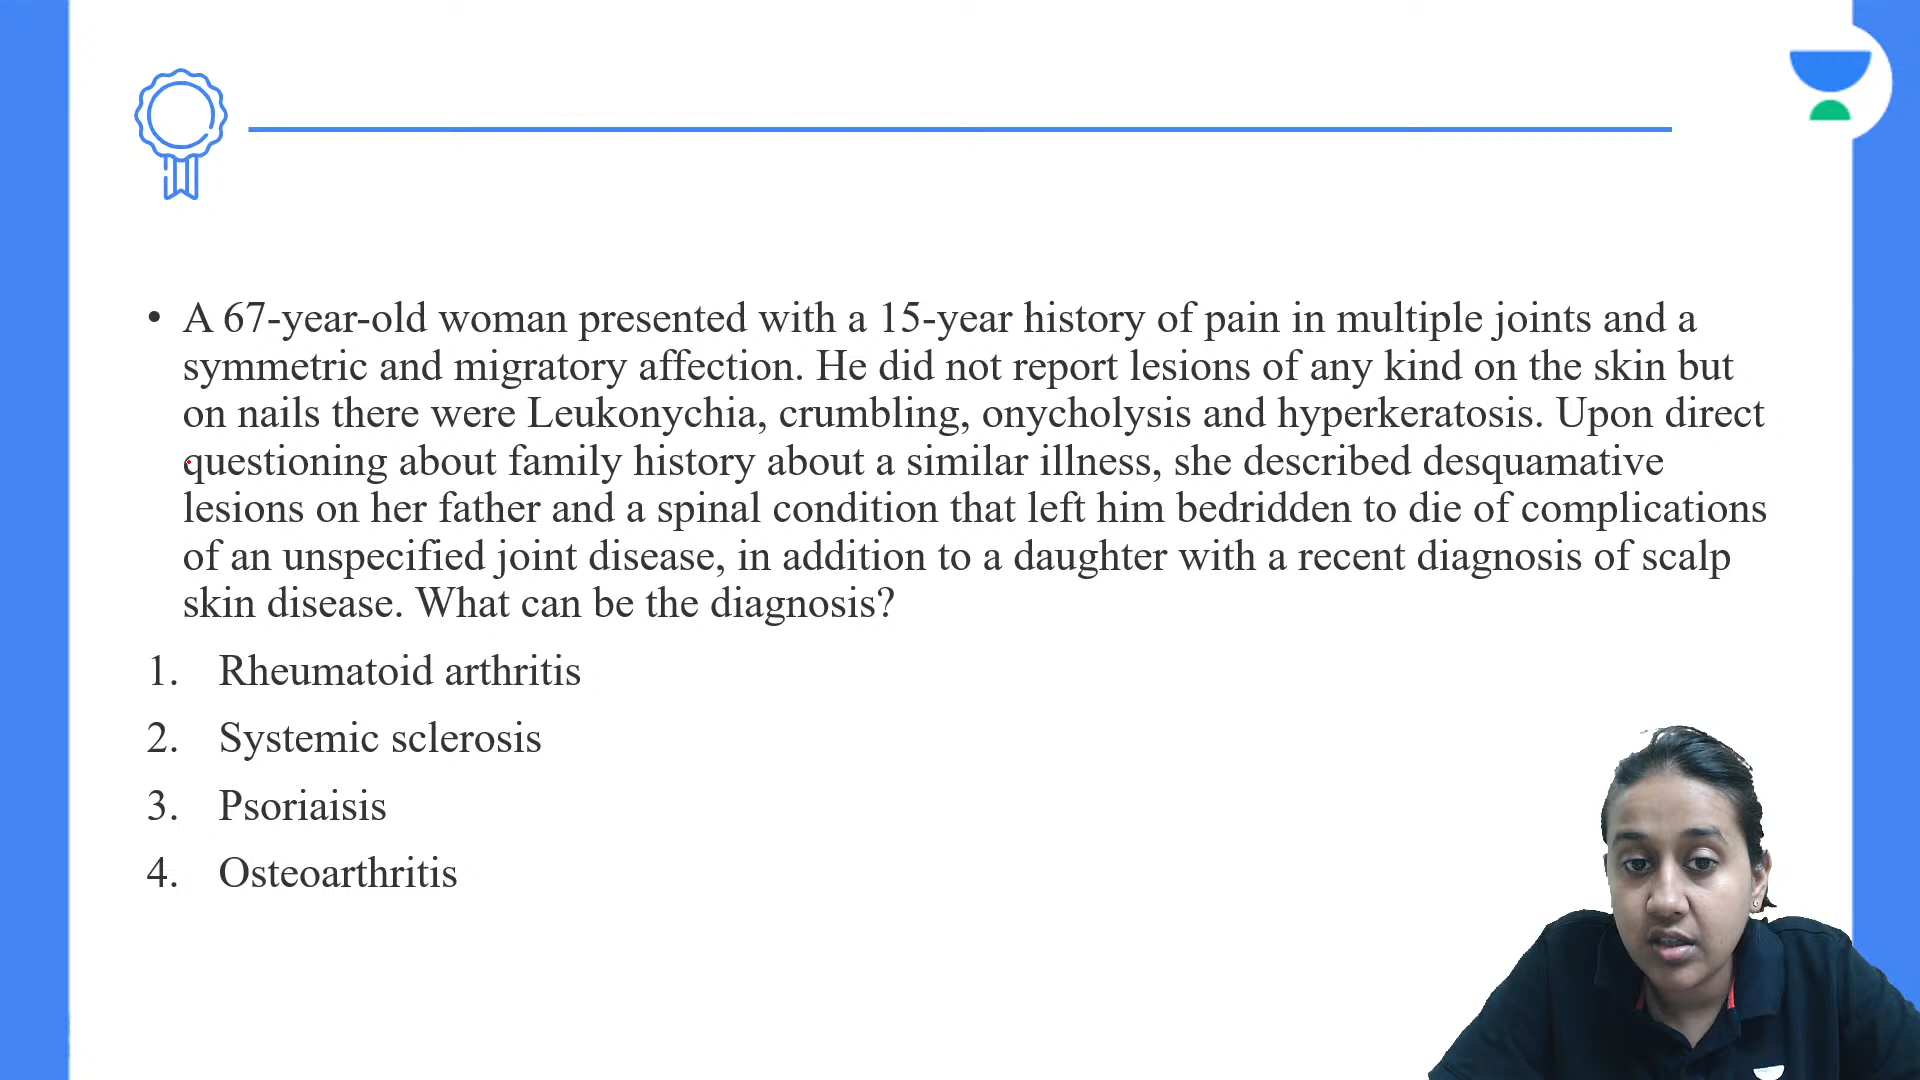 • A 67-year-old woman presented with a 15-year history of pain in multiple joints and a
symmetric and migratory affection. He did not report lesions of any kind on the skin but
on nails there were Leukonychia, crumbling, onycholysis and hyperkeratosis. Upon direct
questioning about family history about a similar illness, she described desquamative
lesions on her father and a spinal condition that left him bedridden to die of complications
of an unspecified joint disease, in addition to a daughter with a recent diagnosis of scalp
skin disease. What can be the diagnosis?
1. Rheumatoid arthritis
2. Systemic sclerosis
3. Psoriaisis
4. Osteoarthritis